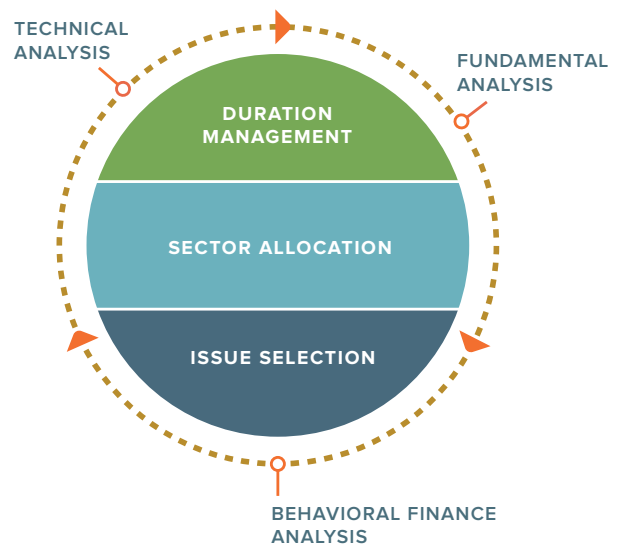 TECHNICAL
ANALYSIS
FUNDAMENTAL
ANALYSIS
DURATION
MANAGEMENT
SECTOR ALLOCATION
ISSUE SELECTION
BEHAVIORAL FINANCE
ANALYSIS